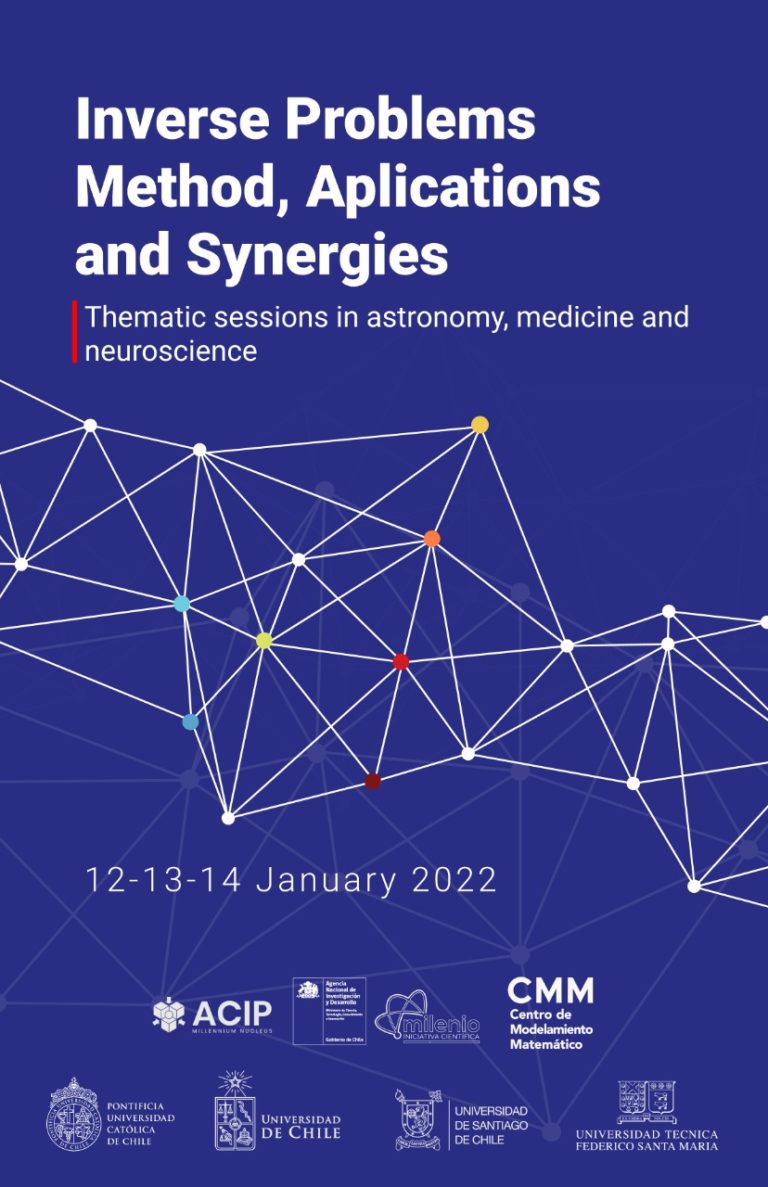 Inverse Problems
Method, Aplications
and Synergies
Thematic sessions in astronomy, medicine and
neuroscience
12-13-14 January 2022
ACIP
MILLENNIUM NUCLEUS
Agencia
Nacional de
Investigación
y Desarrollo
Gobierno de Chile
milenio
INICIATIVA CIENTÍFICA
CMM
Centro de
Modelamiento
Matemático
PONTIFICIA
UNIVERSIDAD
CATÓLICA
DE CHILE
UNIVERSIDAD
DE CHILE
UNIVERSIDAD
DE SANTIAGO
DE CHILE
UNIVERSIDAD TECNICA
FEDERICO SANTA MARIA